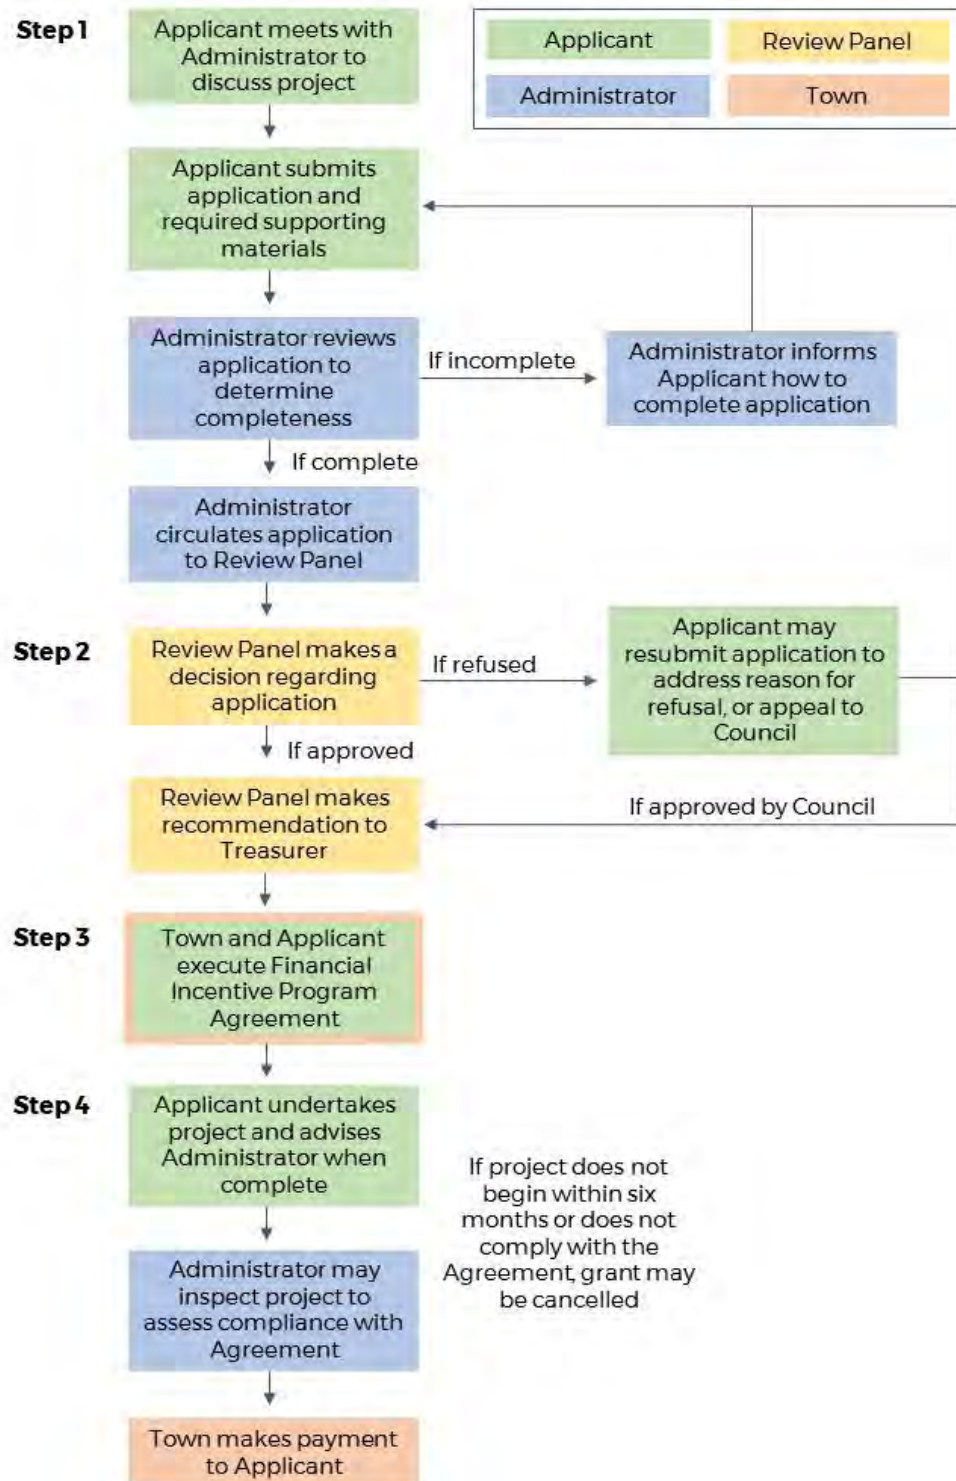 Step 1
Applicant meets with
Administrator to
discuss project
Applicant
Review Panel
Administrator
Town
Applicant submits
application and
required supporting
materials
Administrator reviews
application to
determine
completeness
If incomplete
Administrator informs
Applicant how to
complete application
If complete
Administrator
circulates application
to Review Panel
Step 2
Review Panel makes a
decision regarding
application
If refused
Applicant may
resubmit application to
address reason for
refusal, or appeal to
Council
If approved
Review Panel makes
recommendation to
Treasurer
If approved by Council
Step 3
Town and Applicant
execute Financial
Incentive Program
Agreement
Step 4
Applicant undertakes
project and advises
Administrator when
complete
If project does not
begin within six
months or does not
comply with the
Agreement, grant may
be cancelled
Administrator may
inspect project to
assess compliance with
Agreement
Town makes payment
to Applicant